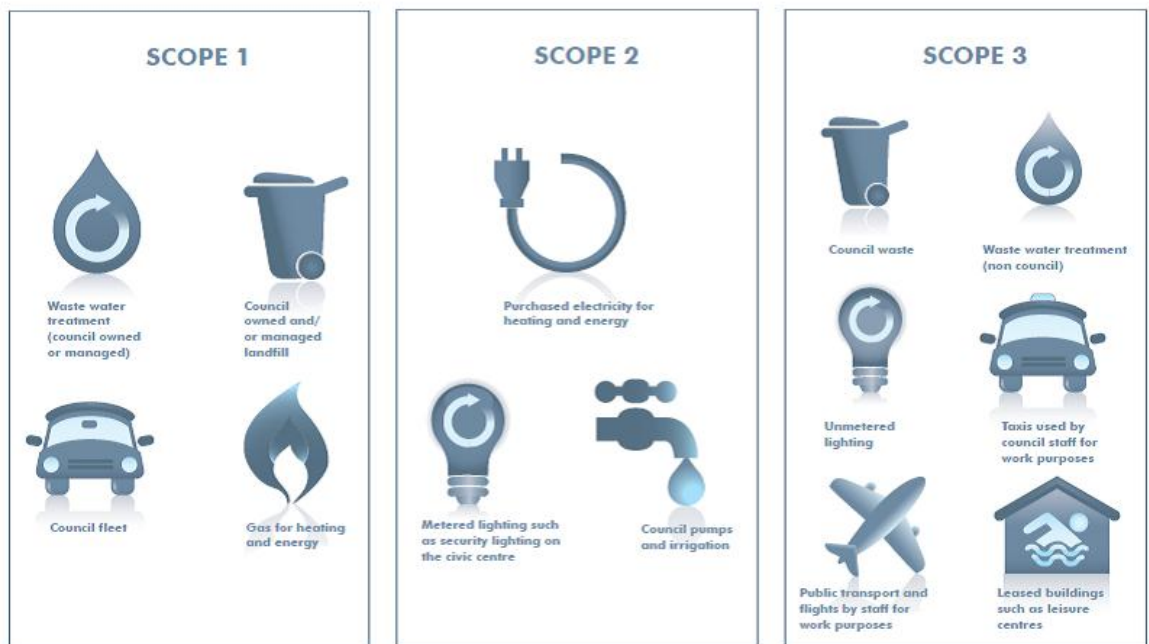 SCOPE 1
Waste water
treatment
(council owned
or managed)
Council
owned and/
or managed
landfill
Council fleet
Gas for heating
and energy
SCOPE 2
Purchased electricity for
heating and energy
Metered lighting such
as security lighting on
the civic centre
Council pumps
and irrigation
SCOPE 3
Council waste
Waste water treatment
(non council)
Unmetered
lighting
Taxis used by
council staff for
work purposes
Public transport and
flights by staff for
work purposes
Leased buildings
such as leisure
centres